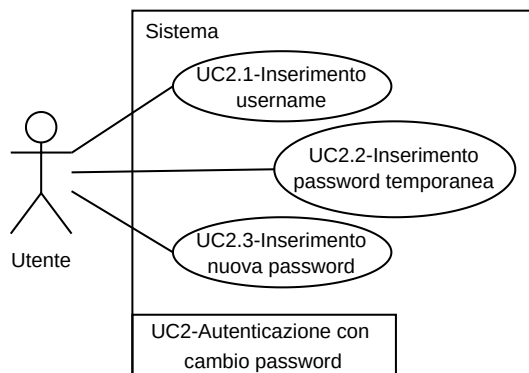 Sistema
UC2.1-Inserimento
username
UC2.2-Inserimento
password temporanea
UC2.3-Inserimento
nuova password
Utente
UC2-Autenticazione con
cambio password